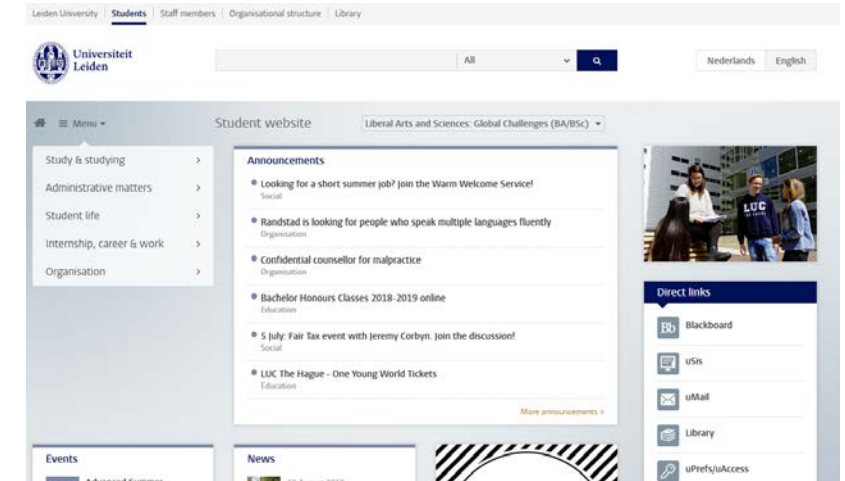 Leiden University Students Staff members Organisational structure Library
Universiteit
Leiden
All
Nederlands English
Menu
Student website
Liberal Arts and Sciences: Global Challenges (BA/BSc)
Study & studying
Administrative matters
Student life
Internship, career & work
Organisation
Announcements
Looking for a short summer job? Join the Warm Welcome Service!
Social
Randstad is looking for people who speak multiple languages fluently
Organisation
Confidential counsellor for malpractice
Organisation
Bachelor Honours Classes 2018-2019 online
Education
5 July: Fair Tax event with Jeremy Corbyn. Join the discussion!
Social
LUC The Hague - One Young World Tickets
Education
More announcements >
LUC
Direct links
Bb Blackboard
uSis
uMail
Library
uPrefs/uAccess
Events
Advanced Summer
News